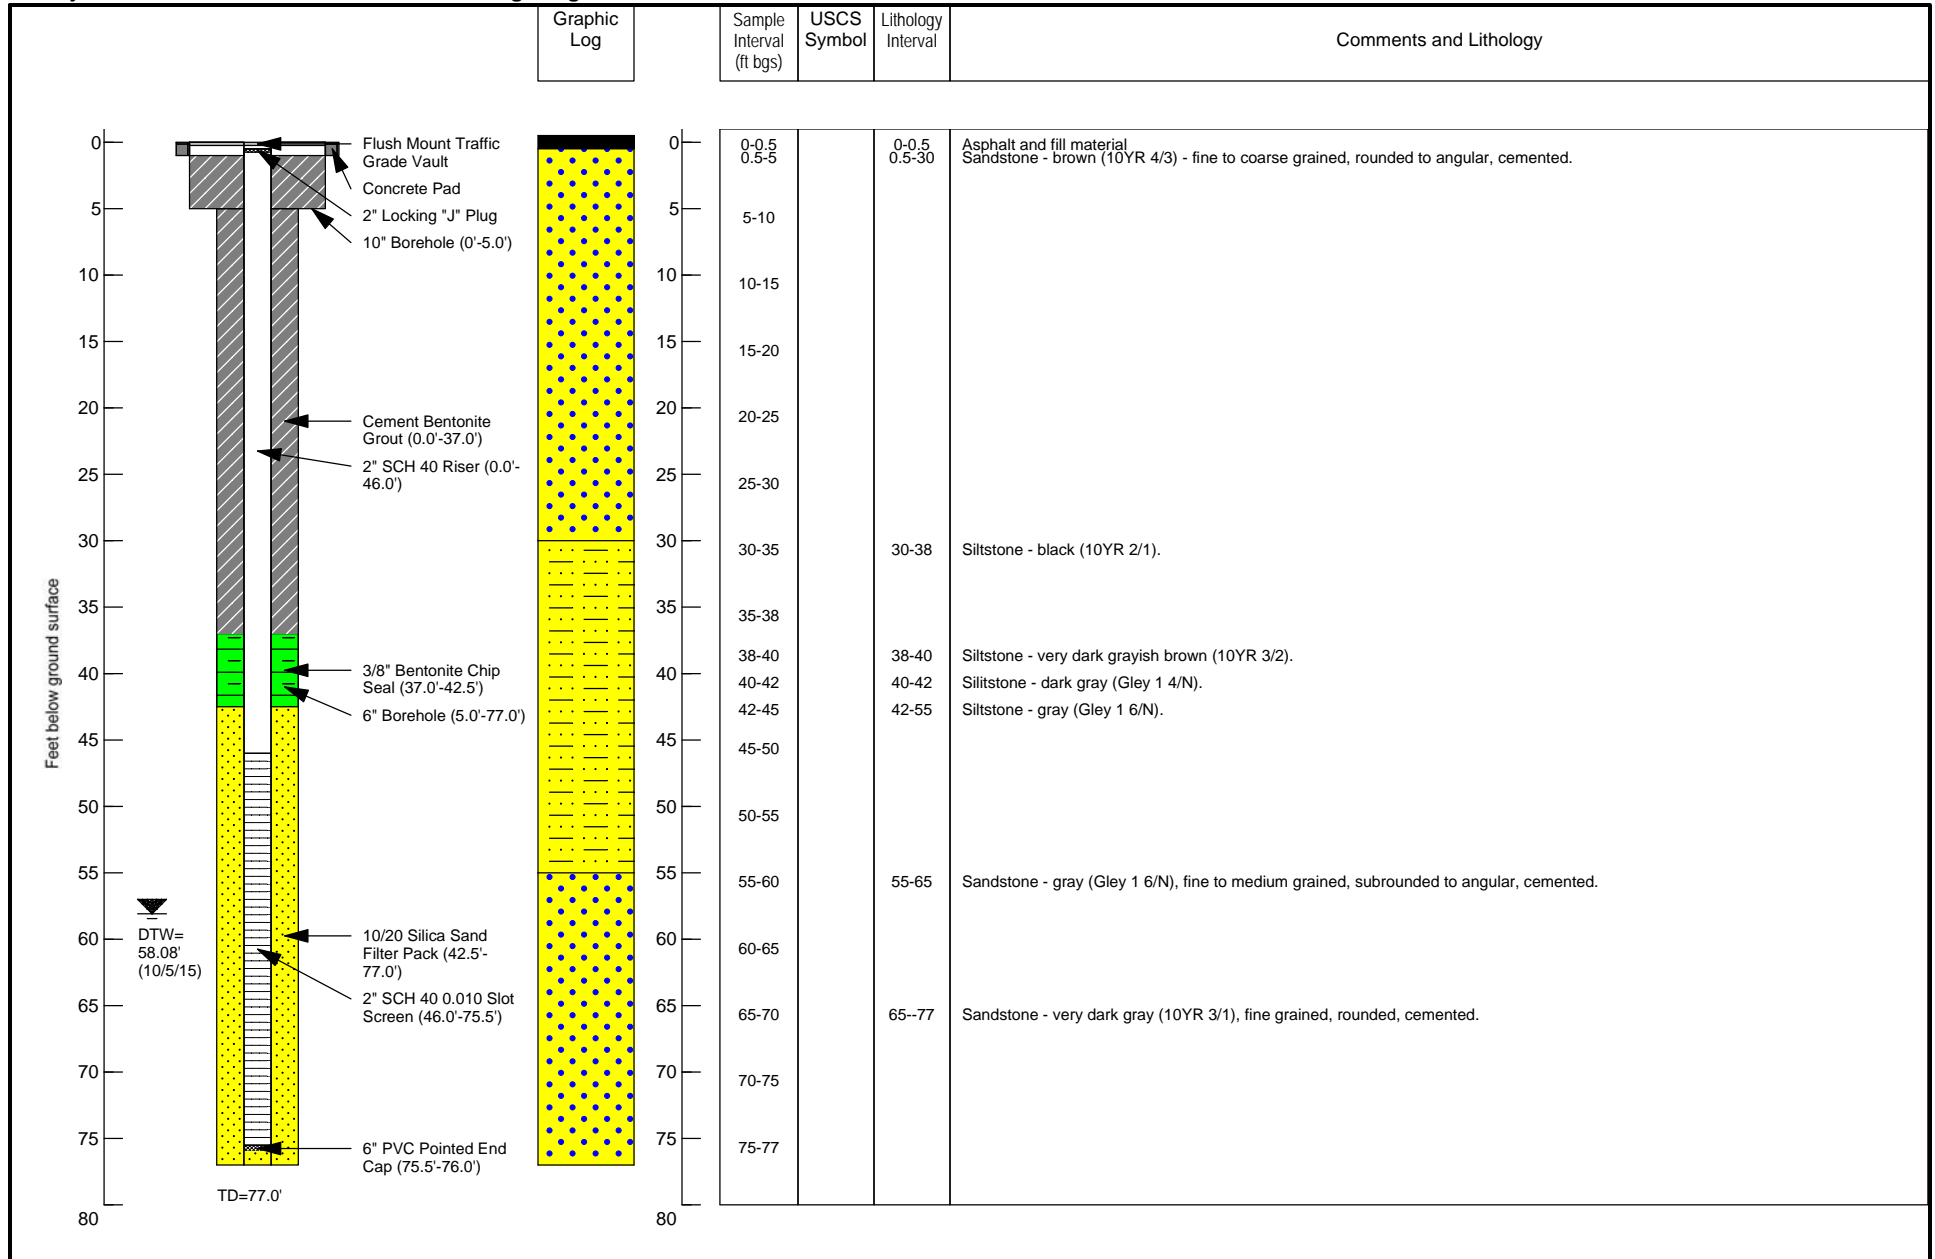 Graphic
Log
Sample
Interval
(ft bgs)
USCS
Symbol
Lithology
Interval
Comments and Lithology
Feet below ground surface
0
5
10
15
20
25
30
35
40
45
50
55
60
65
70
75
80
Flush Mount Traffic
Grade Vault
Concrete Pad
2" Locking "J" Plug
10" Borehole (0'-5.0')
Cement Bentonite
Grout (0.0'-37.0')
2" SCH 40 Riser (0.0'-
46.0')
3/8" Bentonite Chip
Seal (37.0'-42.5')
6" Borehole (5.0'-77.0')
DTW=
58.08'
(10/5/15)
10/20 Silica Sand
Filter Pack (42.5'-
77.0')
2" SCH 40 0.010 Slot
Screen (46.0'-75.5')
6" PVC Pointed End
Cap (75.5'-76.0')
TD=77.0'
0
5
10
15
20
25
30
35
40
45
50
55
60
65
70
75
80
0-0.5 0-0.5 Asphalt and fill material
0.5-5 0.5-30 Sandstone - brown (10YR 4/3) - fine to coarse grained, rounded to angular, cemented.
5-10
10-15
15-20
20-25
25-30
30-35 30-38 Siltstone - black (10YR 2/1).
35-38
38-40 38-40 Siltstone - very dark grayish brown (10YR 3/2).
40-42 40-42 Silitstone - dark gray (Gley 1 4/N).
42-45 42-55 Siltstone - gray (Gley 1 6/N).
45-50
50-55
55-60 55-65 Sandstone - gray (Gley 1 6/N), fine to medium grained, subrounded to angular, cemented.
60-65
65-70 65--77 Sandstone - very dark gray (10YR 3/1), fine grained, rounded, cemented.
70-75
75-77